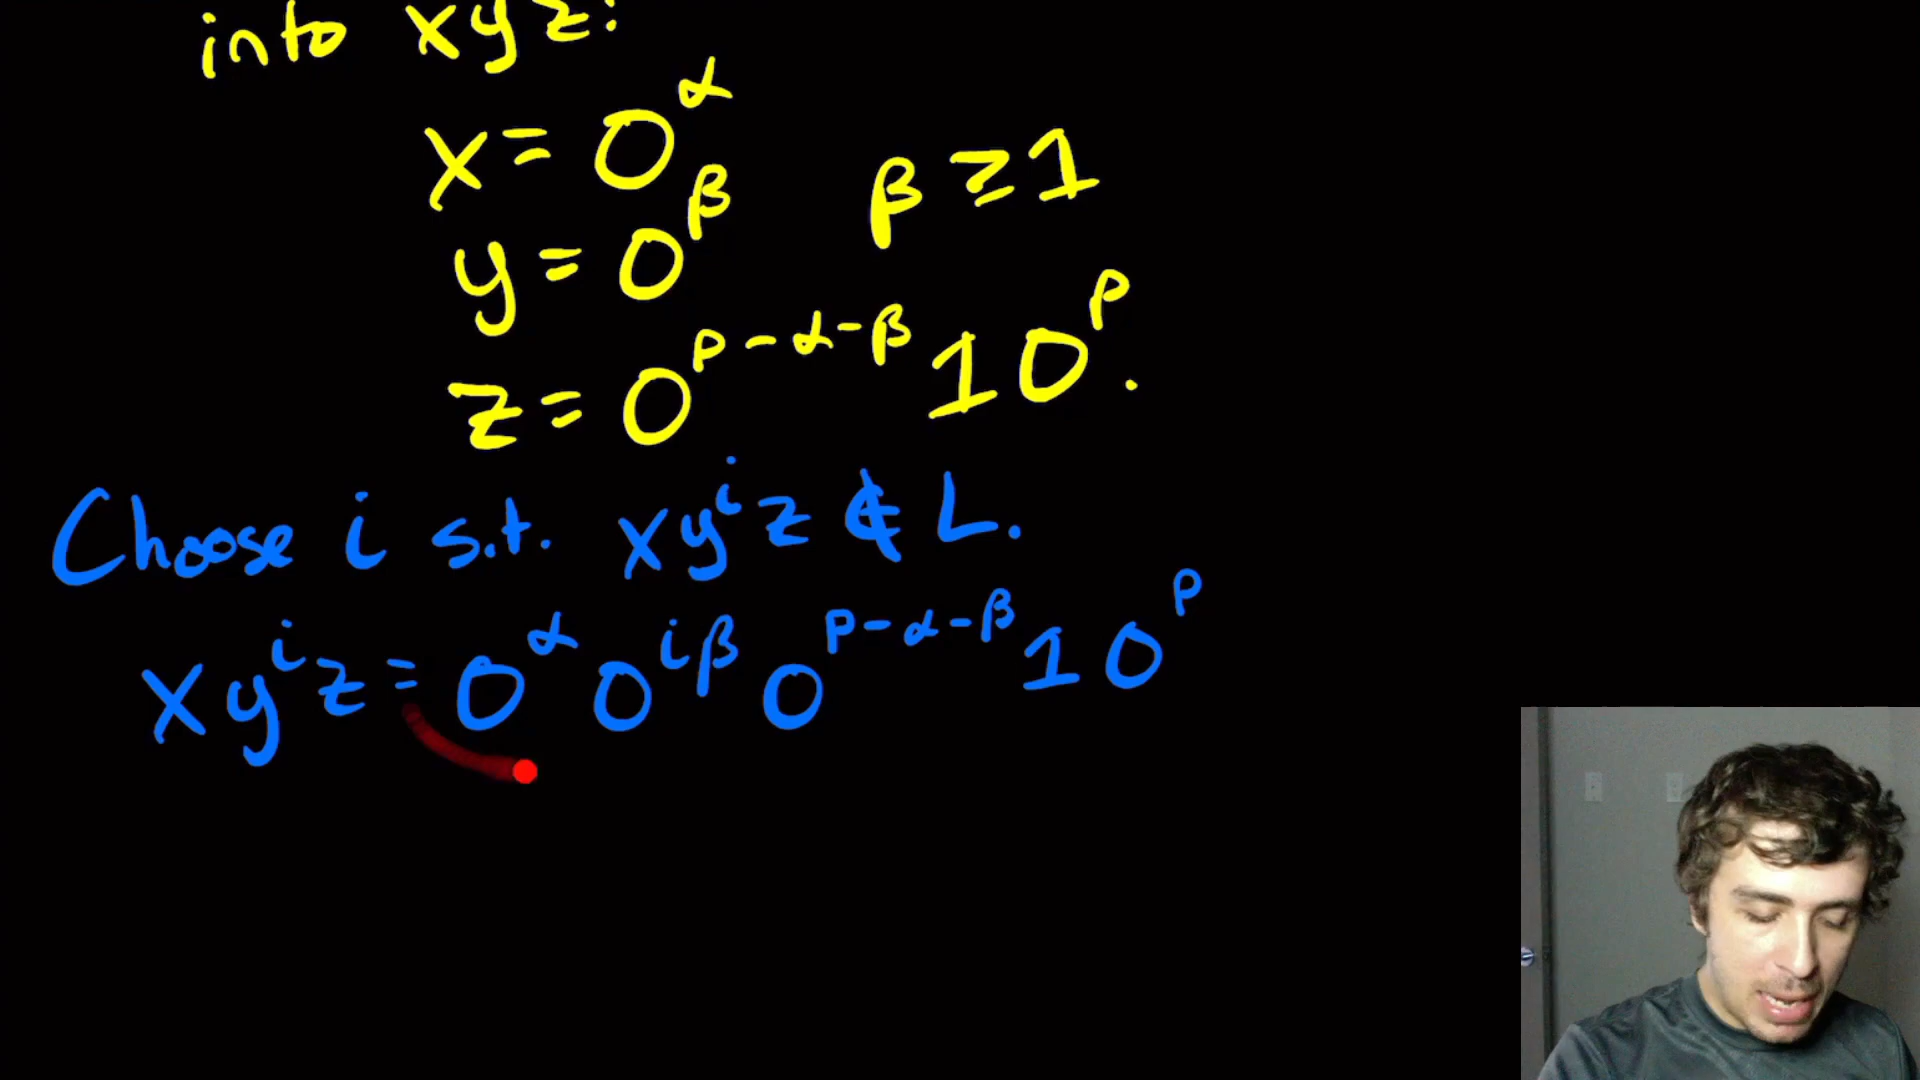 into xyz:
x = 0^α
y = 0^β β ≥ 1
z = 0^(p-α-β) 1 0^p.
Choose i s.t. xy^i z ∉ L.
xy^i z = 0^α 0^(iβ) 0^(p-α-β) 1 0^p